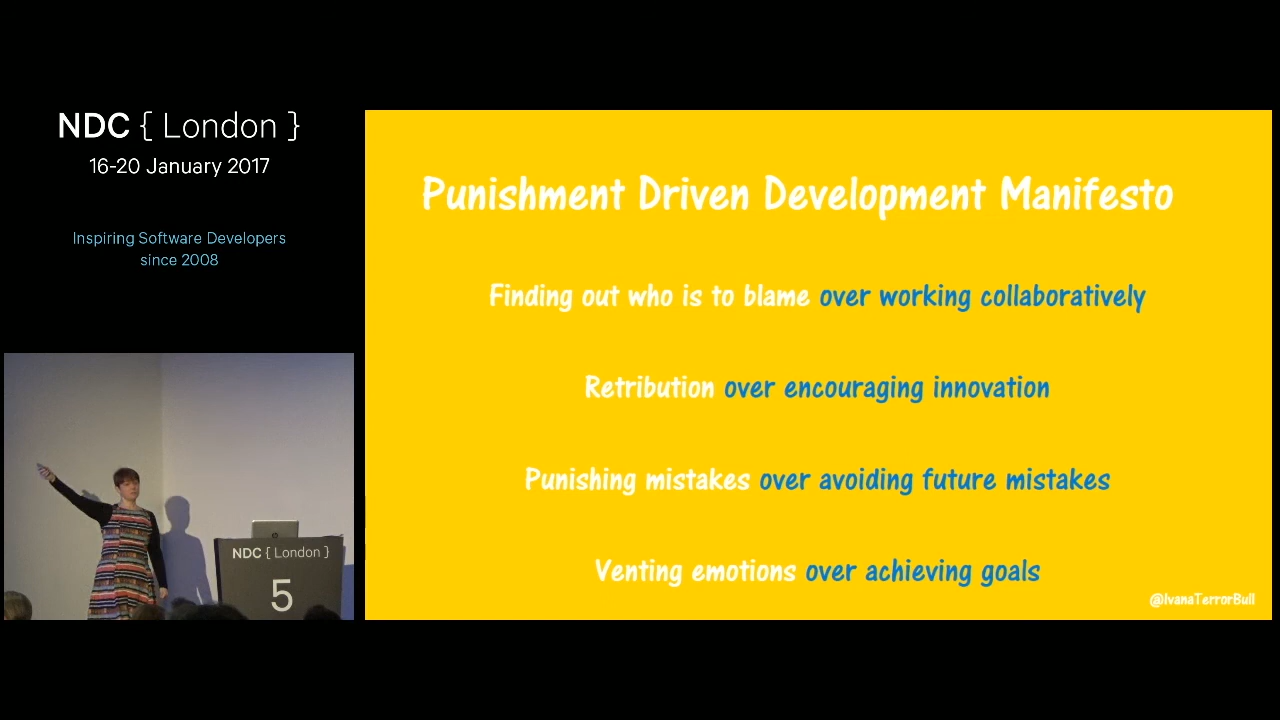 NDC { London }
16-20 January 2017
Inspiring Software Developers
since 2008
NDC { London }
5
Punishment Driven Development Manifesto
Finding out who is to blame over working collaboratively
Retribution over encouraging innovation
Punishing mistakes over avoiding future mistakes
Venting emotions over achieving goals
@IvanaTerrorBull